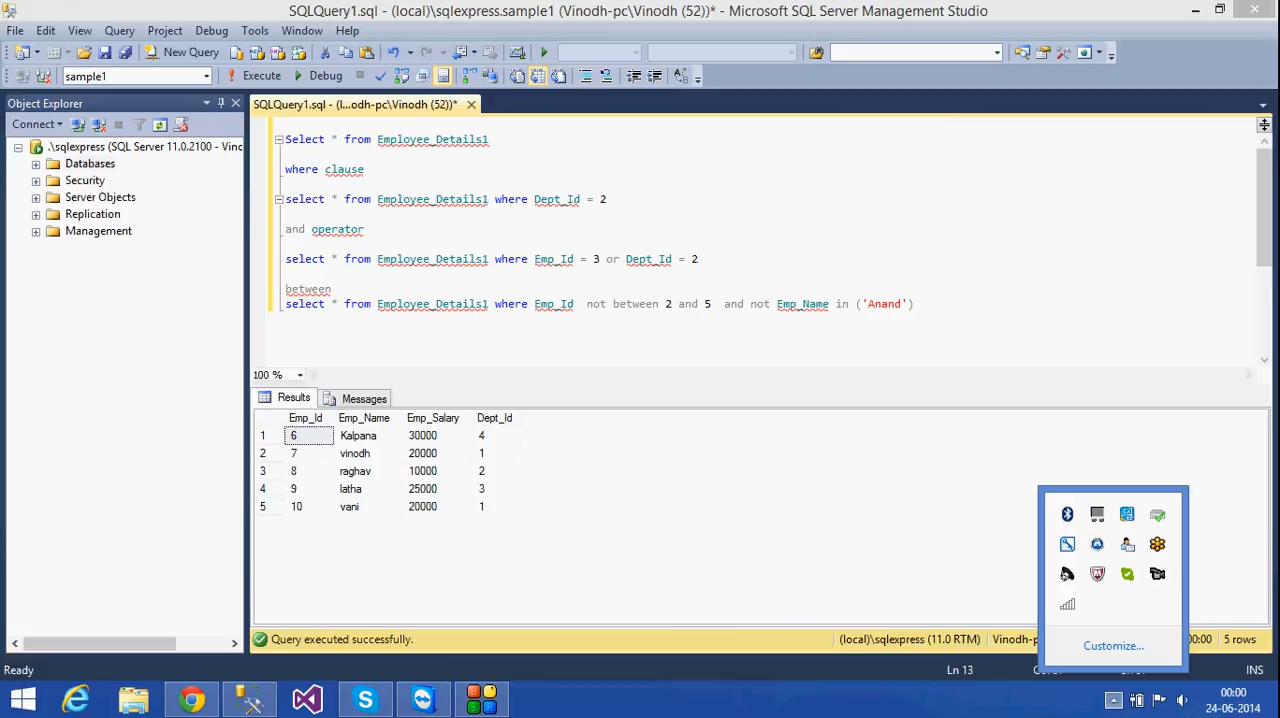 SQLQuery1.sql - (local)\sqlexpress.sample1 (Vinodh-pc\Vinodh (52))* - Microsoft SQL Server Management Studio
File Edit View Query Project Debug Tools Window Help
New Query
sample1 Execute Debug
Object Explorer
SQLQuery1.sql - (l...odh-pc\Vinodh (52))*
Connect
.\sqlexpress (SQL Server 11.0.2100 - Vinc
Databases
Security
Server Objects
Replication
Management
Select * from Employee_Details1
where clause
select * from Employee_Details1 where Dept_Id = 2
and operator
select * from Employee_Details1 where Emp_Id = 3 or Dept_Id = 2
between
select * from Employee_Details1 where Emp_Id not between 2 and 5 and not Emp_Name in ('Anand')
100 %
Results Messages
Emp_Id Emp_Name Emp_Salary Dept_Id
1 6 Kalpana 30000 4
2 7 vinodh 20000 1
3 8 raghav 10000 2
4 9 latha 25000 3
5 10 vani 20000 1
Customize...
Query executed successfully. (local)\sqlexpress (11.0 RTM) Vinodh-p 00:00 5 rows
Ready Ln 13 INS
00:00
24-06-2014